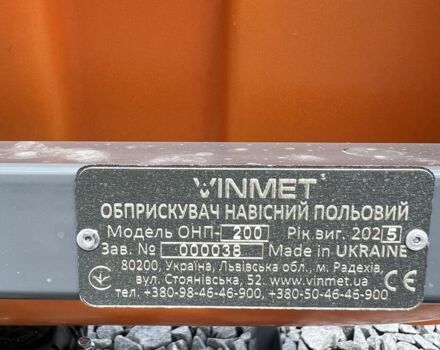 VINMET
ОБПРИСКУВАЧ НАВІСНИЙ ПОЛЬОВИЙ
Модель ОНП- 200 Рік виг. 2025
Зав. № 000038 Made in UKRAINE
80200, Україна, Львівська обл., м. Радехів,
вул. Стоянівська, 52. www.vinmet.ua
тел. +380-98-46-46-900, +380-50-46-46-900
CE